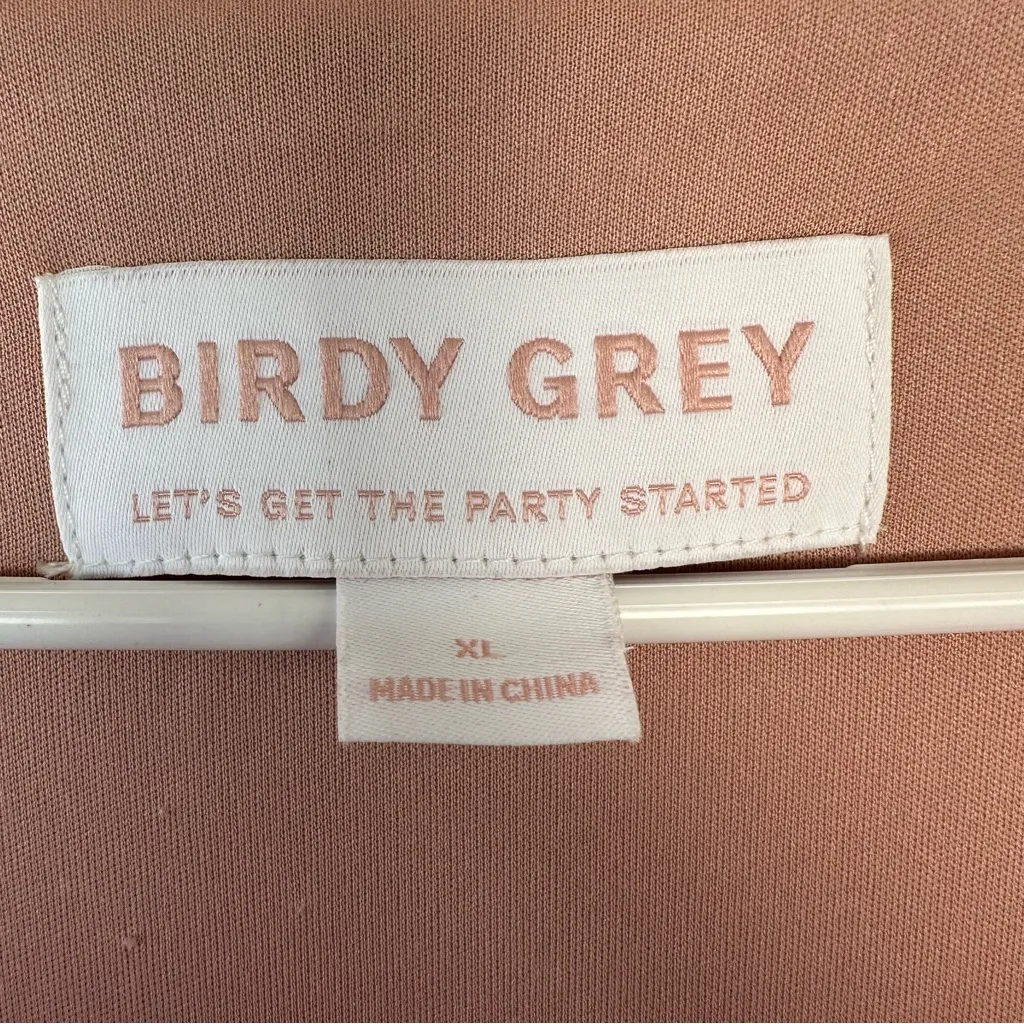 BIRDY GREY
LET'S GET THE PARTY STARTED
XL
MADE IN CHINA